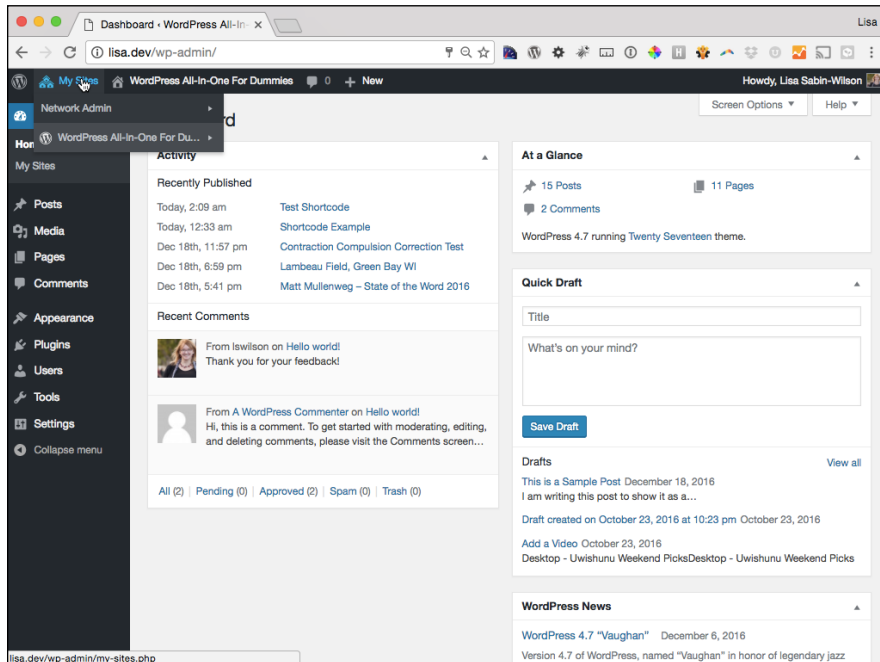 Dashboard ‹ WordPress All-In-
Lisa
lisa.dev/wp-admin/
My Sites
WordPress All-In-One For Dummies
0
New
Howdy, Lisa Sabin-Wilson
Network Admin
WordPress All-In-One For Du...
Screen Options
Help
My Sites
Posts
Media
Pages
Comments
Appearance
Plugins
Users
Tools
Settings
Collapse menu
Activity
Recently Published
Today, 2:09 am Test Shortcode
Today, 12:33 am Shortcode Example
Dec 18th, 11:57 pm Contraction Compulsion Correction Test
Dec 18th, 6:59 pm Lambeau Field, Green Bay WI
Dec 18th, 5:41 pm Matt Mullenweg – State of the Word 2016
Recent Comments
From lswilson on Hello world!
Thank you for your feedback!
From A WordPress Commenter on Hello world!
Hi, this is a comment. To get started with moderating, editing,
and deleting comments, please visit the Comments screen…
All (2) | Pending (0) | Approved (2) | Spam (0) | Trash (0)
At a Glance
15 Posts
11 Pages
2 Comments
WordPress 4.7 running Twenty Seventeen theme.
Quick Draft
Title
What's on your mind?
Save Draft
Drafts
View all
This is a Sample Post December 18, 2016
I am writing this post to show it as a…
Draft created on October 23, 2016 at 10:23 pm October 23, 2016
Add a Video October 23, 2016
Desktop - Uwishunu Weekend PicksDesktop - Uwishunu Weekend Picks
WordPress News
WordPress 4.7 “Vaughan” December 6, 2016
Version 4.7 of WordPress, named “Vaughan” in honor of legendary jazz
lisa.dev/wp-admin/my-sites.php